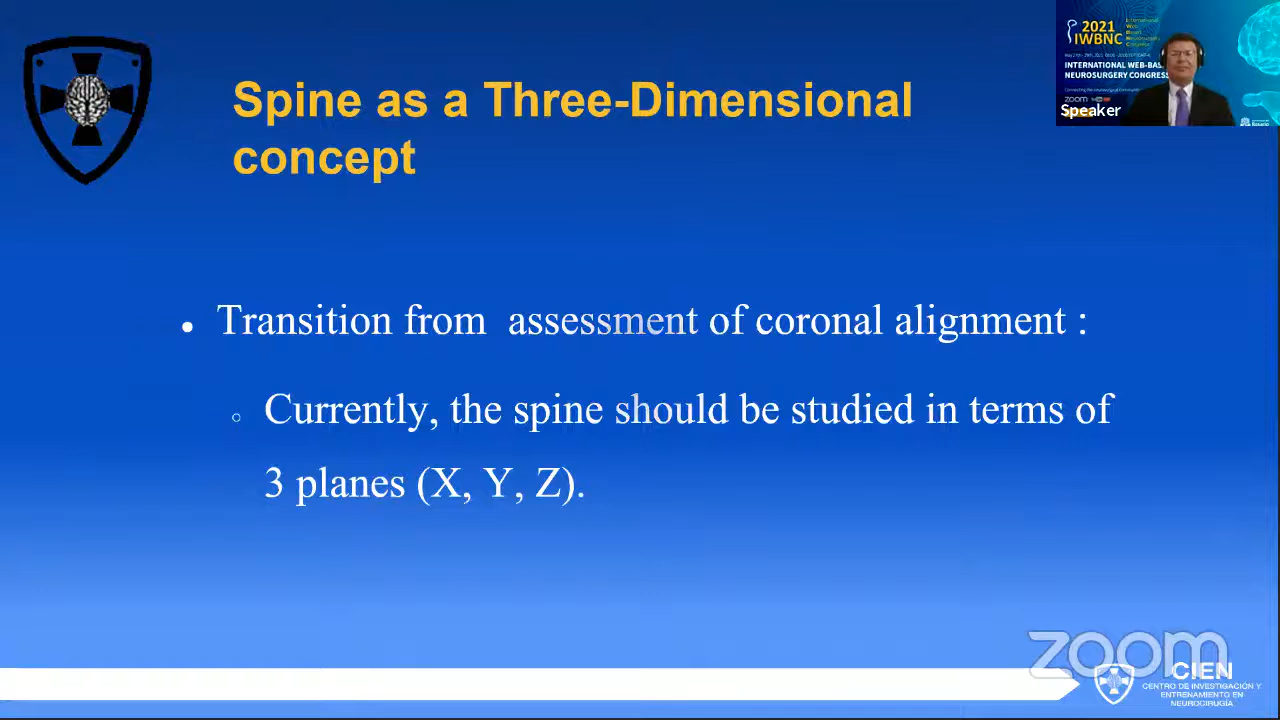 Spine as a Three-Dimensional
concept
• Transition from assessment of coronal alignment :
○ Currently, the spine should be studied in terms of
3 planes (X, Y, Z).
2021
IWBNC
International
INTERNATIONAL WEB-BAS
NEUROSURGERY CONGRESS
zoom
Speaker
zoom
CIEN
CENTRO DE INVESTIGACIÓN Y
ENTRENAMIENTO EN
NEUROCIRUGÍA